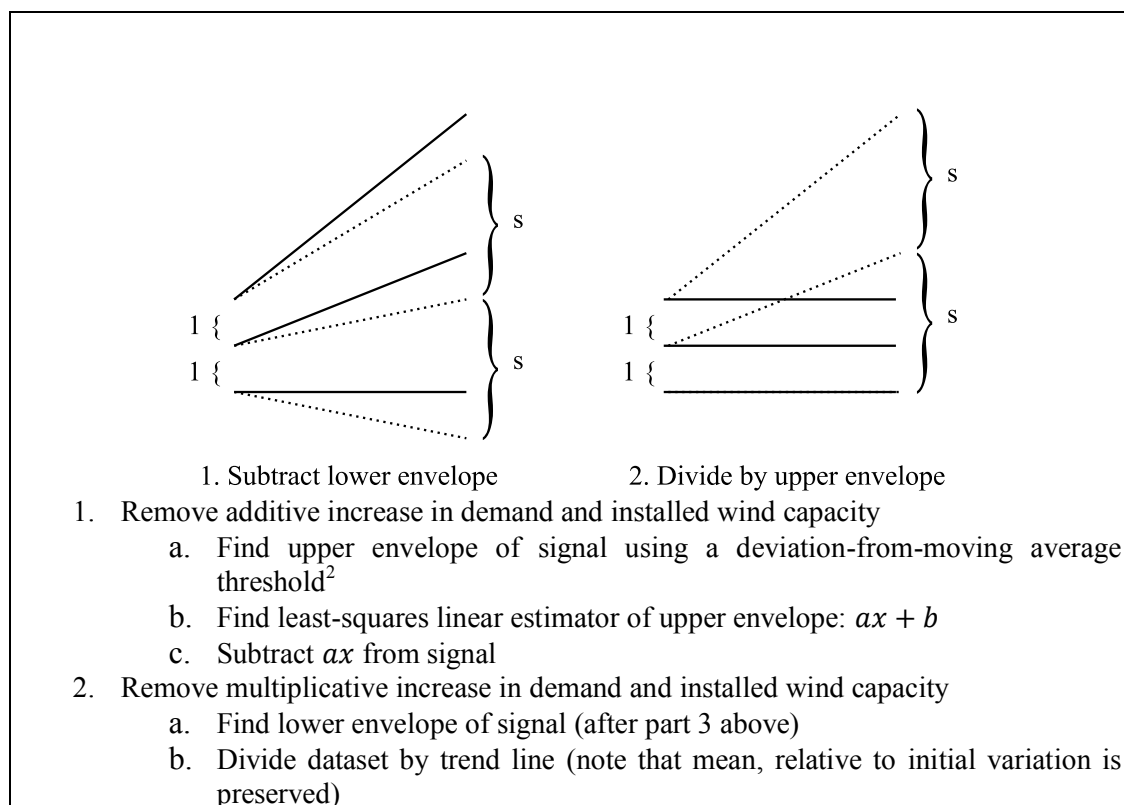 s
s
1 {
1 {
s
s
1 {
1 {
1. Subtract lower envelope
2. Divide by upper envelope
1. Remove additive increase in demand and installed wind capacity
a. Find upper envelope of signal using a deviation-from-moving average
threshold²
b. Find least-squares linear estimator of upper envelope: 𝑎𝑥 + 𝑏
c. Subtract 𝑎𝑥 from signal
2. Remove multiplicative increase in demand and installed wind capacity
a. Find lower envelope of signal (after part 3 above)
b. Divide dataset by trend line (note that mean, relative to initial variation is
preserved)